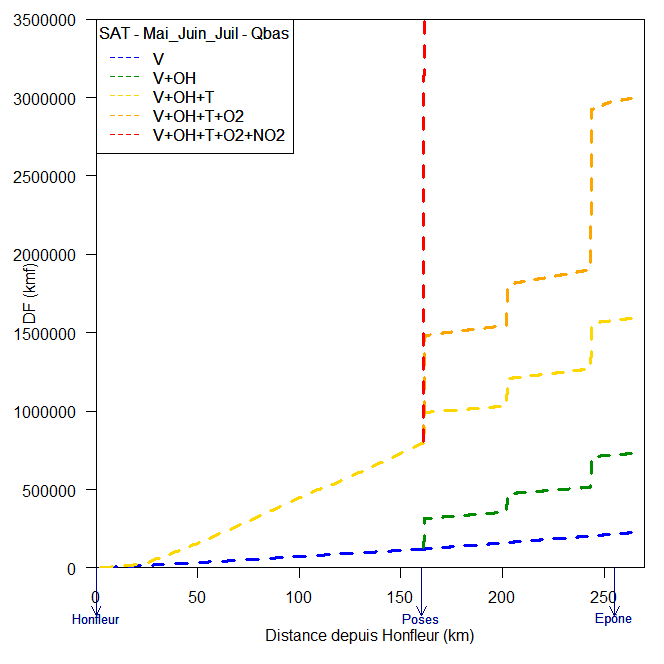 SAT - Mai_Juin_Juil - Qbas
V
V+OH
V+OH+T
V+OH+T+O2
V+OH+T+O2+NO2
3500000
3000000
2500000
2000000
1500000
1000000
500000
0
DF (kmf)
0
50
100
150
200
250
Honfleur
Poses
Epone
Distance depuis Honfleur (km)